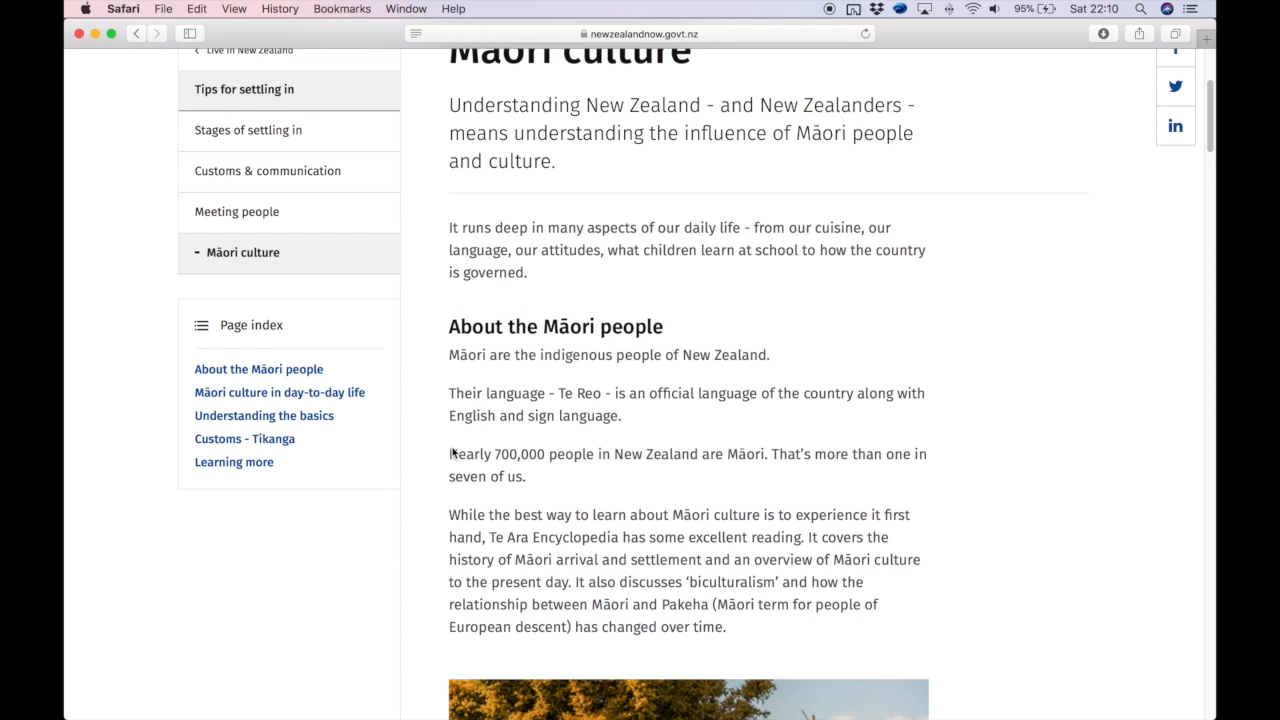 Safari File Edit View History Bookmarks Window Help 95% Sat 22:10
newzealandnow.govt.nz
Live in New Zealand
Tips for settling in
Stages of settling in
Customs & communication
Meeting people
- Māori culture
Page index
About the Māori people
Māori culture in day-to-day life
Understanding the basics
Customs - Tikanga
Learning more
Māori culture
Understanding New Zealand - and New Zealanders -
means understanding the influence of Māori people
and culture.
It runs deep in many aspects of our daily life - from our cuisine, our
language, our attitudes, what children learn at school to how the country
is governed.
About the Māori people
Māori are the indigenous people of New Zealand.
Their language - Te Reo - is an official language of the country along with
English and sign language.
Nearly 700,000 people in New Zealand are Māori. That’s more than one in
seven of us.
While the best way to learn about Māori culture is to experience it first
hand, Te Ara Encyclopedia has some excellent reading. It covers the
history of Māori arrival and settlement and an overview of Māori culture
to the present day. It also discusses ‘biculturalism’ and how the
relationship between Māori and Pakeha (Māori term for people of
European descent) has changed over time.
in